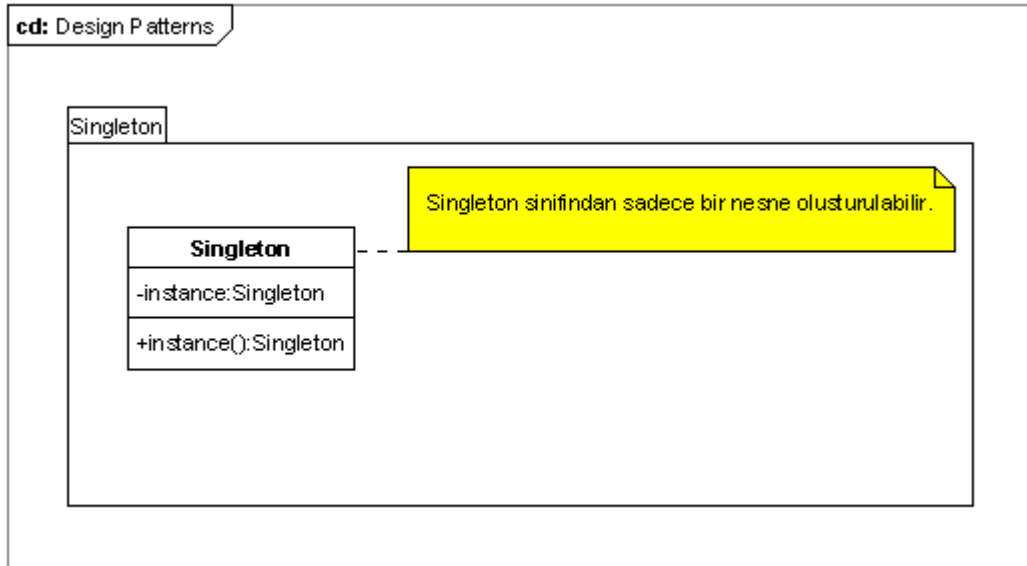 cd: Design Patterns
Singleton
Singleton sinifindan sadece bir nesne olusturulabilir.
Singleton
-instance:Singleton
+instance():Singleton